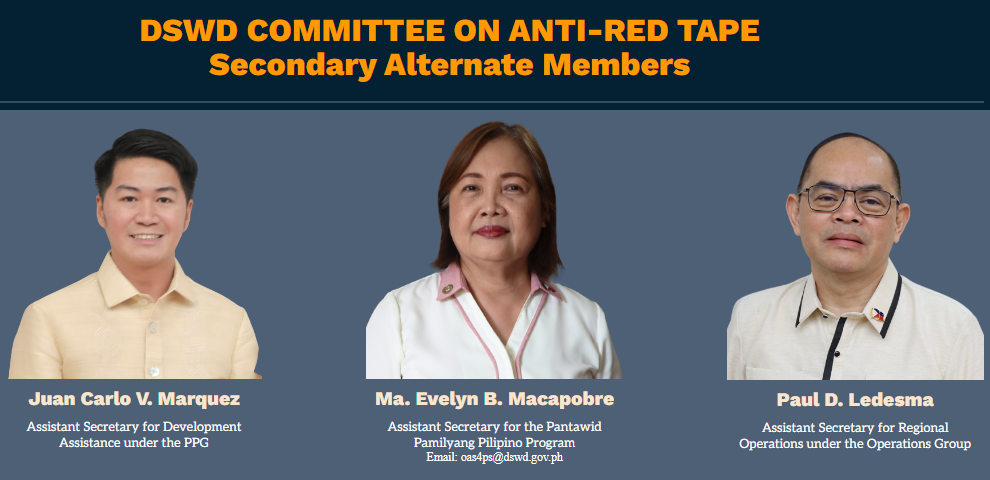 DSWD COMMITTEE ON ANTI-RED TAPE
Secondary Alternate Members
Juan Carlo V. Marquez
Assistant Secretary for Development
Assistance under the PPG
Ma. Evelyn B. Macapobre
Assistant Secretary for the Pantawid
Pamilyang Pilipino Program
Email: oas4ps@dswd.gov.ph
Paul D. Ledesma
Assistant Secretary for Regional
Operations under the Operations Group